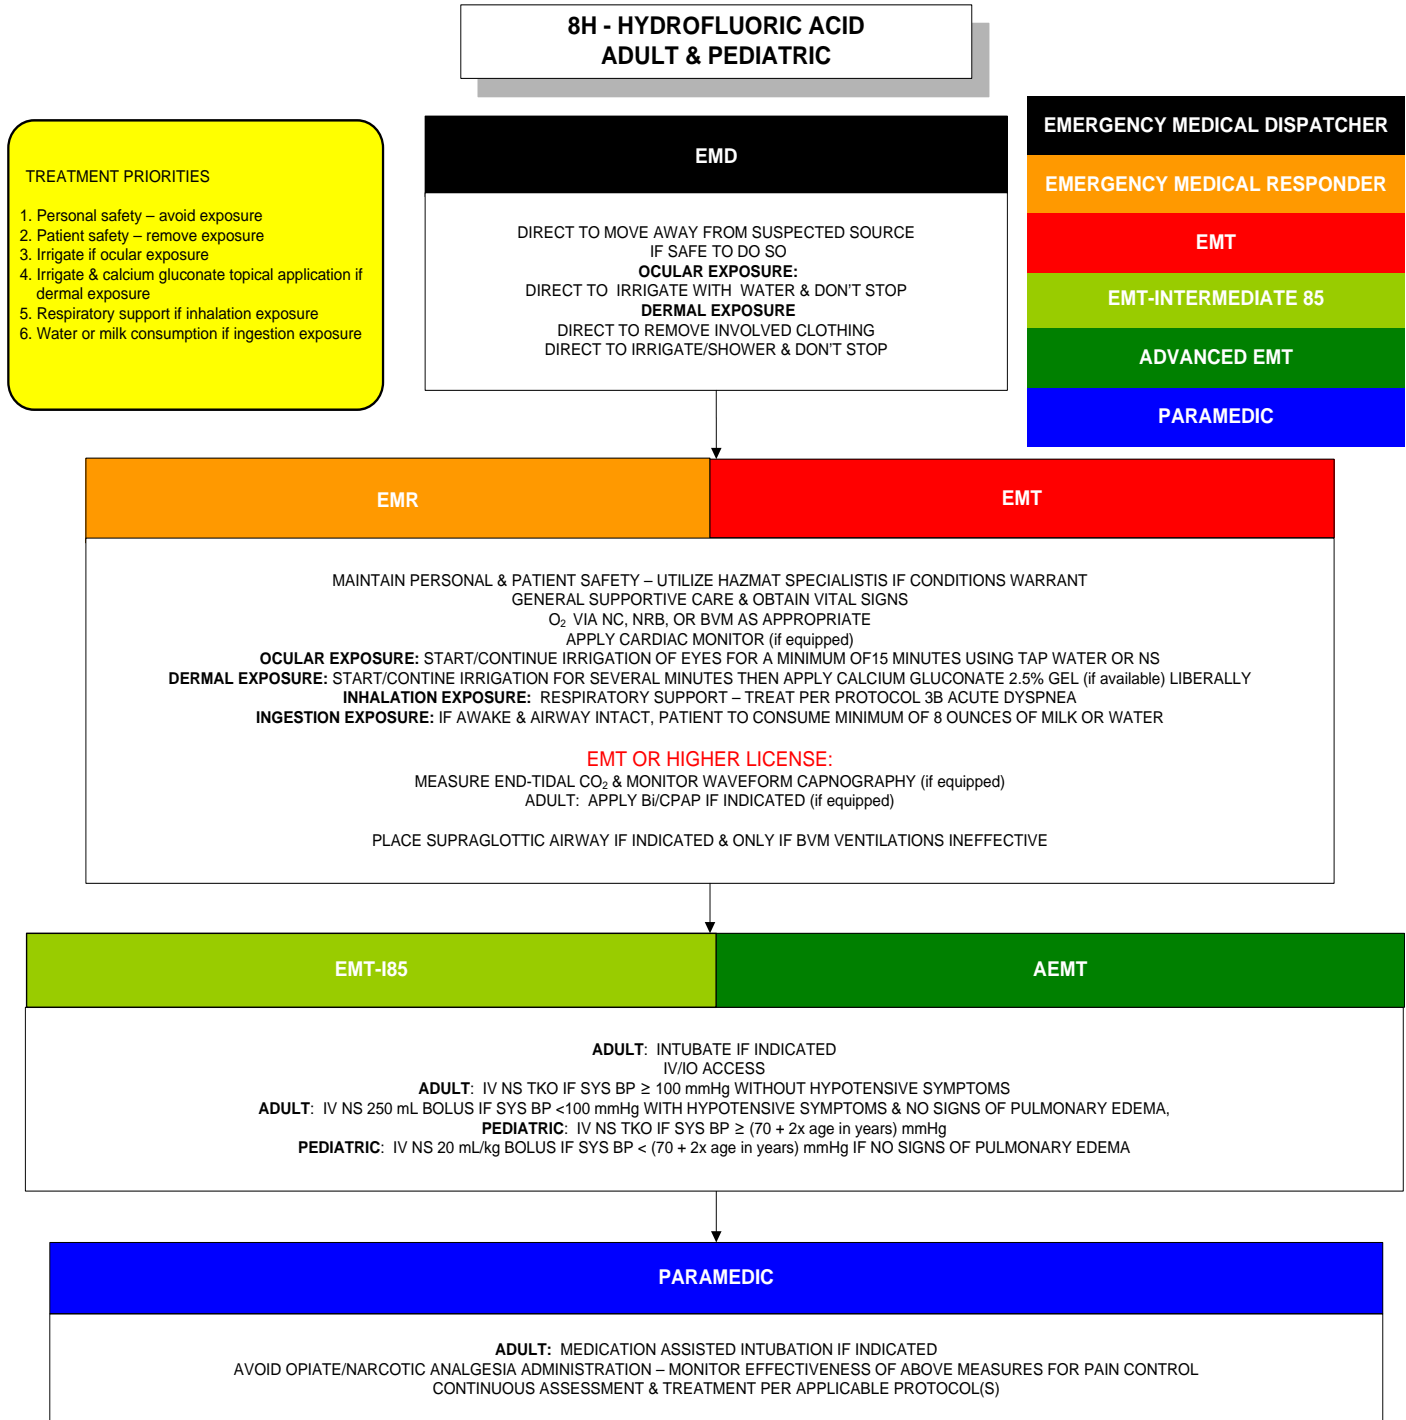 8H - HYDROFLUORIC ACID
ADULT & PEDIATRIC
TREATMENT PRIORITIES
1. Personal safety – avoid exposure
2. Patient safety – remove exposure
3. Irrigate if ocular exposure
4. Irrigate & calcium gluconate topical application if
dermal exposure
5. Respiratory support if inhalation exposure
6. Water or milk consumption if ingestion exposure
EMD
DIRECT TO MOVE AWAY FROM SUSPECTED SOURCE
IF SAFE TO DO SO
OCULAR EXPOSURE:
DIRECT TO IRRIGATE WITH WATER & DON'T STOP
DERMAL EXPOSURE
DIRECT TO REMOVE INVOLVED CLOTHING
DIRECT TO IRRIGATE/SHOWER & DON'T STOP
EMERGENCY MEDICAL DISPATCHER
EMERGENCY MEDICAL RESPONDER
EMT
EMT-INTERMEDIATE 85
ADVANCED EMT
PARAMEDIC
EMR
EMT
MAINTAIN PERSONAL & PATIENT SAFETY – UTILIZE HAZMAT SPECIALISTIS IF CONDITIONS WARRANT
GENERAL SUPPORTIVE CARE & OBTAIN VITAL SIGNS
O₂ VIA NC, NRB, OR BVM AS APPROPRIATE
APPLY CARDIAC MONITOR (if equipped)
OCULAR EXPOSURE: START/CONTINUE IRRIGATION OF EYES FOR A MINIMUM OF15 MINUTES USING TAP WATER OR NS
DERMAL EXPOSURE: START/CONTINE IRRIGATION FOR SEVERAL MINUTES THEN APPLY CALCIUM GLUCONATE 2.5% GEL (if available) LIBERALLY
INHALATION EXPOSURE: RESPIRATORY SUPPORT – TREAT PER PROTOCOL 3B ACUTE DYSPNEA
INGESTION EXPOSURE: IF AWAKE & AIRWAY INTACT, PATIENT TO CONSUME MINIMUM OF 8 OUNCES OF MILK OR WATER
EMT OR HIGHER LICENSE:
MEASURE END-TIDAL CO₂ & MONITOR WAVEFORM CAPNOGRAPHY (if equipped)
ADULT: APPLY Bi/CPAP IF INDICATED (if equipped)
PLACE SUPRAGLOTTIC AIRWAY IF INDICATED & ONLY IF BVM VENTILATIONS INEFFECTIVE
EMT-I85
AEMT
ADULT: INTUBATE IF INDICATED
IV/IO ACCESS
ADULT: IV NS TKO IF SYS BP ≥ 100 mmHg WITHOUT HYPOTENSIVE SYMPTOMS
ADULT: IV NS 250 mL BOLUS IF SYS BP <100 mmHg WITH HYPOTENSIVE SYMPTOMS & NO SIGNS OF PULMONARY EDEMA,
PEDIATRIC: IV NS TKO IF SYS BP ≥ (70 + 2x age in years) mmHg
PEDIATRIC: IV NS 20 mL/kg BOLUS IF SYS BP < (70 + 2x age in years) mmHg IF NO SIGNS OF PULMONARY EDEMA
PARAMEDIC
ADULT: MEDICATION ASSISTED INTUBATION IF INDICATED
AVOID OPIATE/NARCOTIC ANALGESIA ADMINISTRATION – MONITOR EFFECTIVENESS OF ABOVE MEASURES FOR PAIN CONTROL
CONTINUOUS ASSESSMENT & TREATMENT PER APPLICABLE PROTOCOL(S)